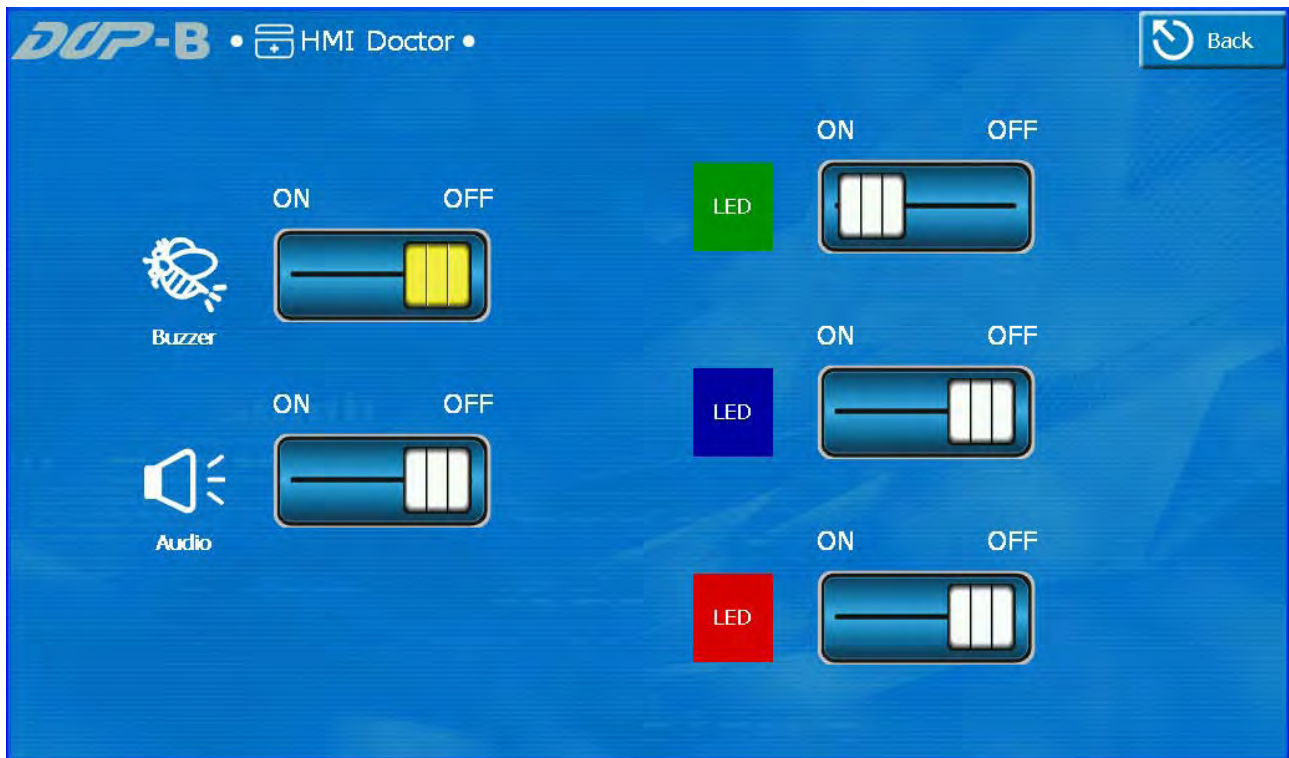 DOP-B • HMI Doctor •
Back
ON OFF
Buzzer
ON OFF
Audio
ON OFF
LED
ON OFF
LED
ON OFF
LED